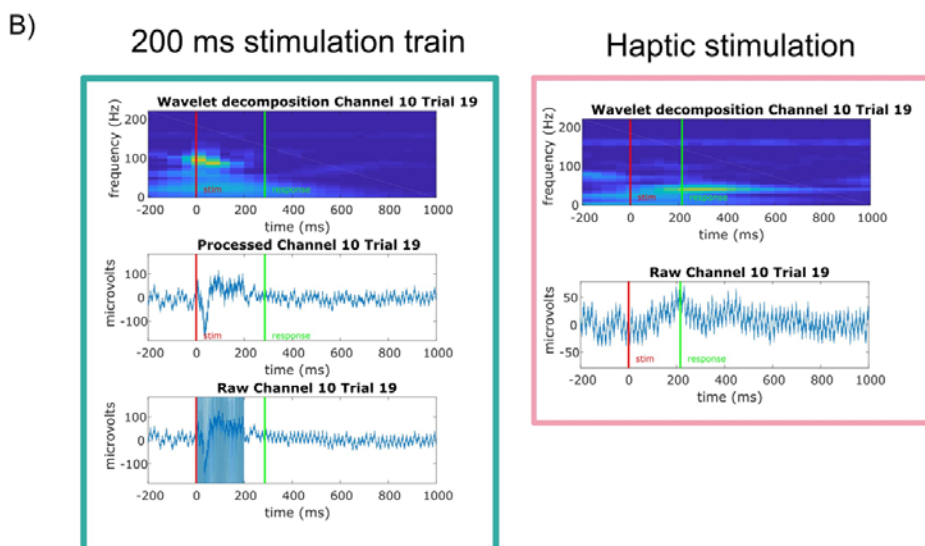 B)
200 ms stimulation train
Wavelet decomposition Channel 10 Trial 19
frequency (Hz)
200
100
0
stim
response
-200 0 200 400 600 800 1000
time (ms)
Processed Channel 10 Trial 19
microvolts
100
0
-100
stim
response
-200 0 200 400 600 800 1000
time (ms)
Raw Channel 10 Trial 19
microvolts
100
0
-100
stim
response
-200 0 200 400 600 800 1000
time (ms)
Haptic stimulation
Wavelet decomposition Channel 10 Trial 19
frequency (Hz)
200
100
0
stim
response
-200 0 200 400 600 800 1000
time (ms)
Raw Channel 10 Trial 19
microvolts
50
0
-50
stim
response
-200 0 200 400 600 800 1000
time (ms)